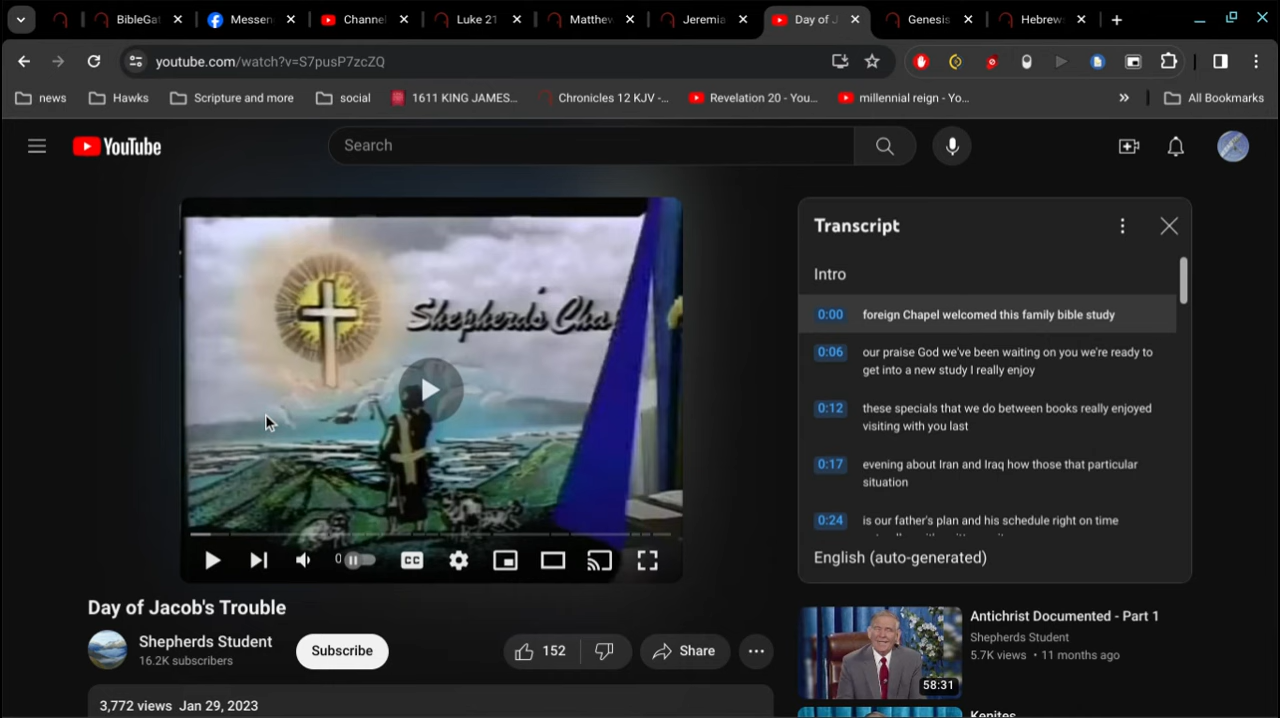 BibleGat
Messen
Channel
Luke 21
Matthew
Jeremia
Day of J
Genesis
Hebrew
youtube.com/watch?v=S7pusP7zcZQ
news
Hawks
Scripture and more
social
1611 KING JAMES...
Chronicles 12 KJV -...
Revelation 20 - You...
millennial reign - Yo...
All Bookmarks
YouTube
Search
Shepherds Cha
Transcript
Intro
0:00 foreign Chapel welcomed this family bible study
0:06 our praise God we've been waiting on you we're ready to
get into a new study I really enjoy
0:12 these specials that we do between books really enjoyed
visiting with you last
0:17 evening about Iran and Iraq how those that particular
situation
0:24 is our father's plan and his schedule right on time
English (auto-generated)
0
CC
Day of Jacob's Trouble
Shepherds Student
16.2K subscribers
Subscribe
152
Share
3,772 views Jan 29, 2023
Antichrist Documented - Part 1
Shepherds Student
5.7K views • 11 months ago
58:31
Kenites